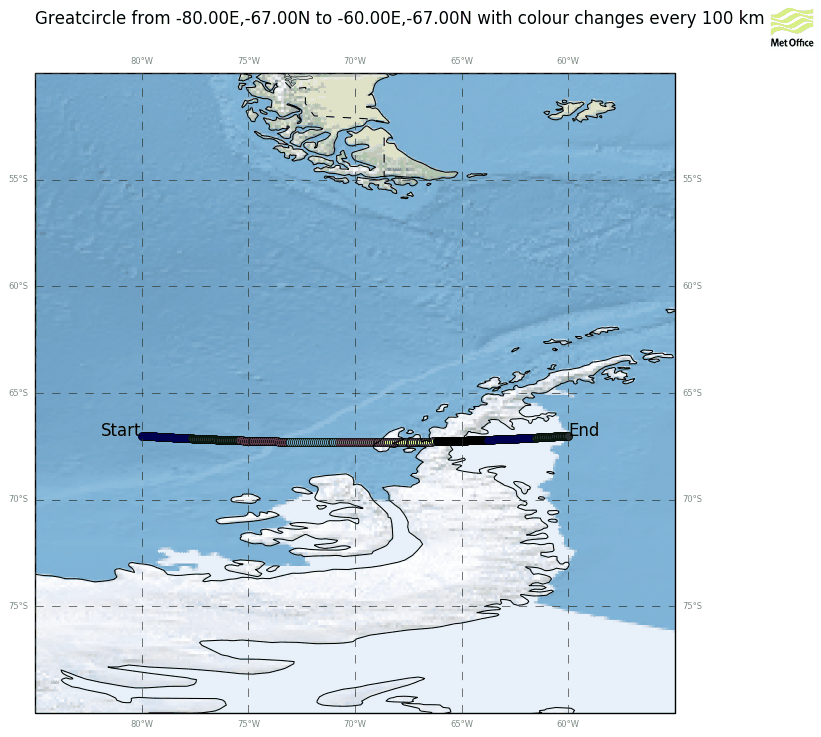 Greatcircle from -80.00E,-67.00N to -60.00E,-67.00N with colour changes every 100 km
Met Office
80°W 75°W 70°W 65°W 60°W
55°S 55°S
60°S 60°S
65°S 65°S
Start End
70°S 70°S
75°S 75°S
80°W 75°W 70°W 65°W 60°W